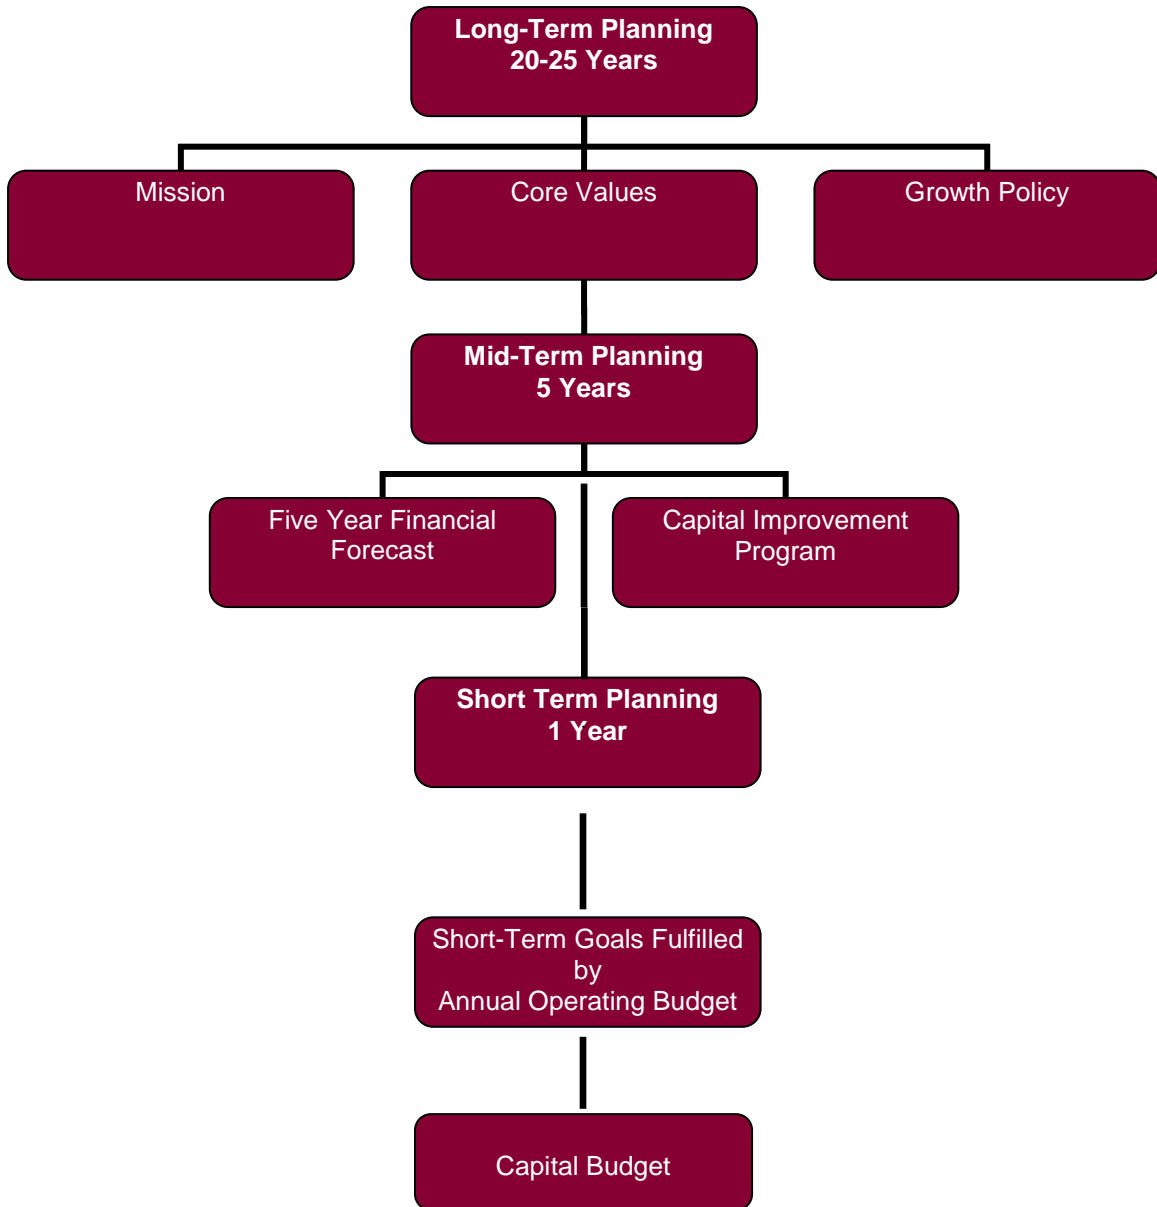 Long-Term Planning
20-25 Years
Mission
Core Values
Growth Policy
Mid-Term Planning
5 Years
Five Year Financial
Forecast
Capital Improvement
Program
Short Term Planning
1 Year
Short-Term Goals Fulfilled
by
Annual Operating Budget
Capital Budget